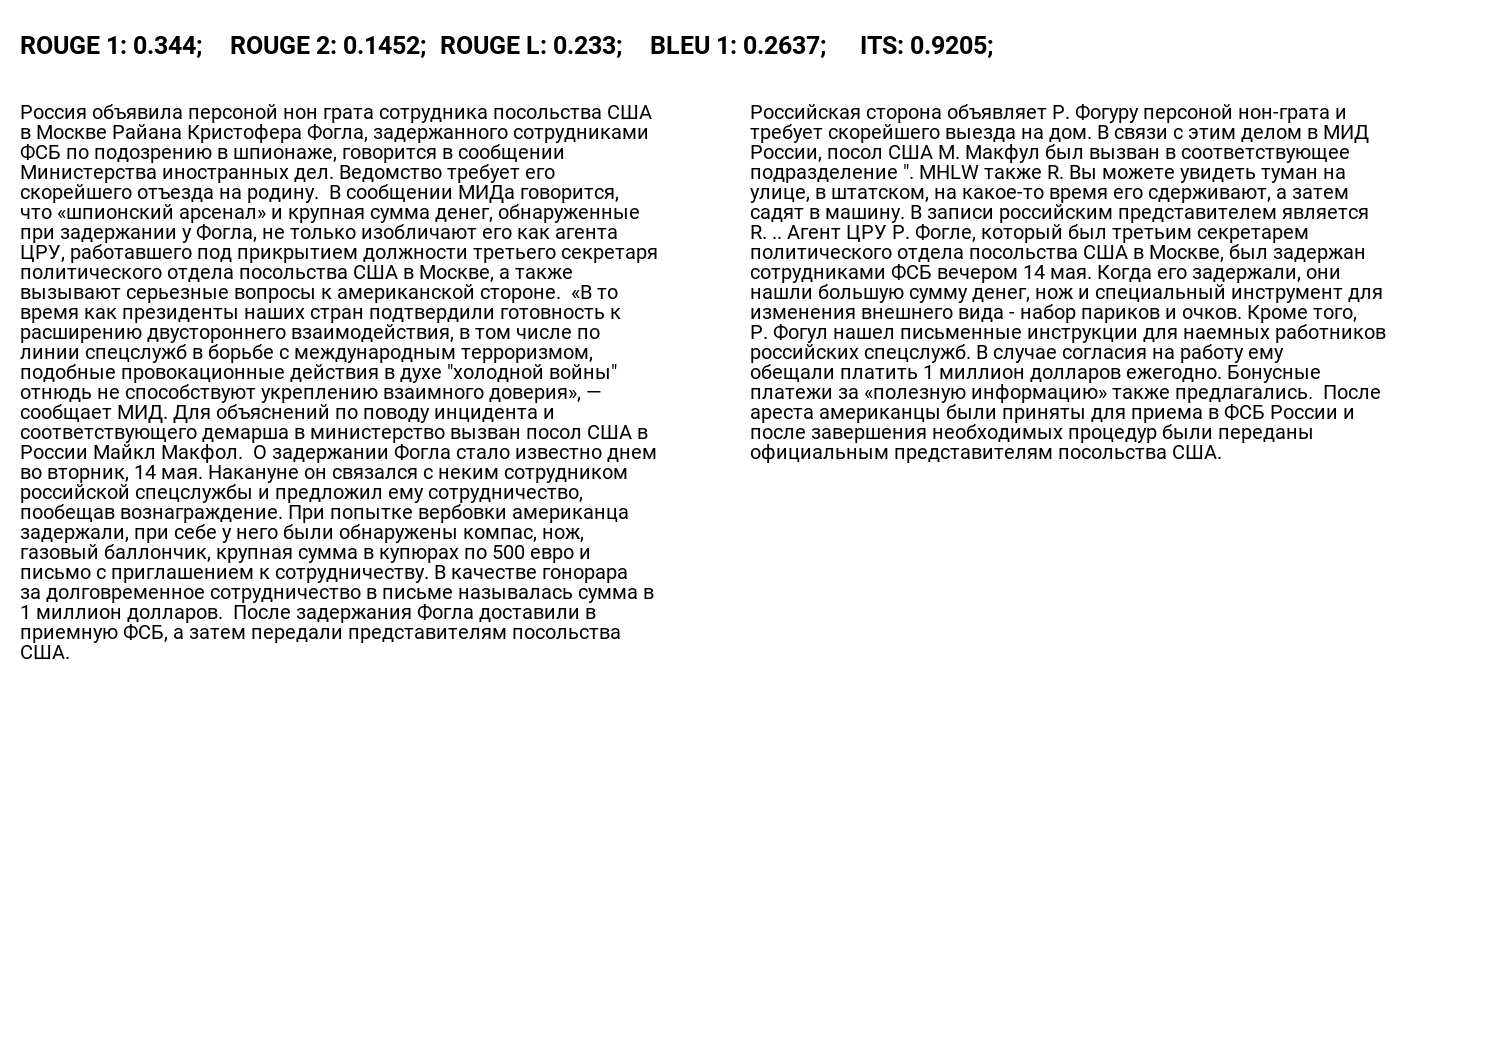 ROUGE 1: 0.344; ROUGE 2: 0.1452; ROUGE L: 0.233; BLEU 1: 0.2637; ITS: 0.9205;
Россия объявила персоной нон грата сотрудника посольства США
в Москве Райана Кристофера Фогла, задержанного сотрудниками
ФСБ по подозрению в шпионаже, говорится в сообщении
Министерства иностранных дел. Ведомство требует его
скорейшего отъезда на родину. В сообщении МИДа говорится,
что «шпионский арсенал» и крупная сумма денег, обнаруженные
при задержании у Фогла, не только изобличают его как агента
ЦРУ, работавшего под прикрытием должности третьего секретаря
политического отдела посольства США в Москве, а также
вызывают серьезные вопросы к американской стороне. «В то
время как президенты наших стран подтвердили готовность к
расширению двустороннего взаимодействия, в том числе по
линии спецслужб в борьбе с международным терроризмом,
подобные провокационные действия в духе "холодной войны"
отнюдь не способствуют укреплению взаимного доверия», —
сообщает МИД. Для объяснений по поводу инцидента и
соответствующего демарша в министерство вызван посол США в
России Майкл Макфол. О задержании Фогла стало известно днем
во вторник, 14 мая. Накануне он связался с неким сотрудником
российской спецслужбы и предложил ему сотрудничество,
пообещав вознаграждение. При попытке вербовки американца
задержали, при себе у него были обнаружены компас, нож,
газовый баллончик, крупная сумма в купюрах по 500 евро и
письмо с приглашением к сотрудничеству. В качестве гонорара
за долговременное сотрудничество в письме называлась сумма в
1 миллион долларов. После задержания Фогла доставили в
приемную ФСБ, а затем передали представителям посольства
США.
Российская сторона объявляет Р. Фогуру персоной нон-грата и
требует скорейшего выезда на дом. В связи с этим делом в МИД
России, посол США М. Макфул был вызван в соответствующее
подразделение ". MHLW также R. Вы можете увидеть туман на
улице, в штатском, на какое-то время его сдерживают, а затем
садят в машину. В записи российским представителем является
R. .. Агент ЦРУ Р. Фогле, который был третьим секретарем
политического отдела посольства США в Москве, был задержан
сотрудниками ФСБ вечером 14 мая. Когда его задержали, они
нашли большую сумму денег, нож и специальный инструмент для
изменения внешнего вида - набор париков и очков. Кроме того,
Р. Фогул нашел письменные инструкции для наемных работников
российских спецслужб. В случае согласия на работу ему
обещали платить 1 миллион долларов ежегодно. Бонусные
платежи за «полезную информацию» также предлагались. После
ареста американцы были приняты для приема в ФСБ России и
после завершения необходимых процедур были переданы
официальным представителям посольства США.